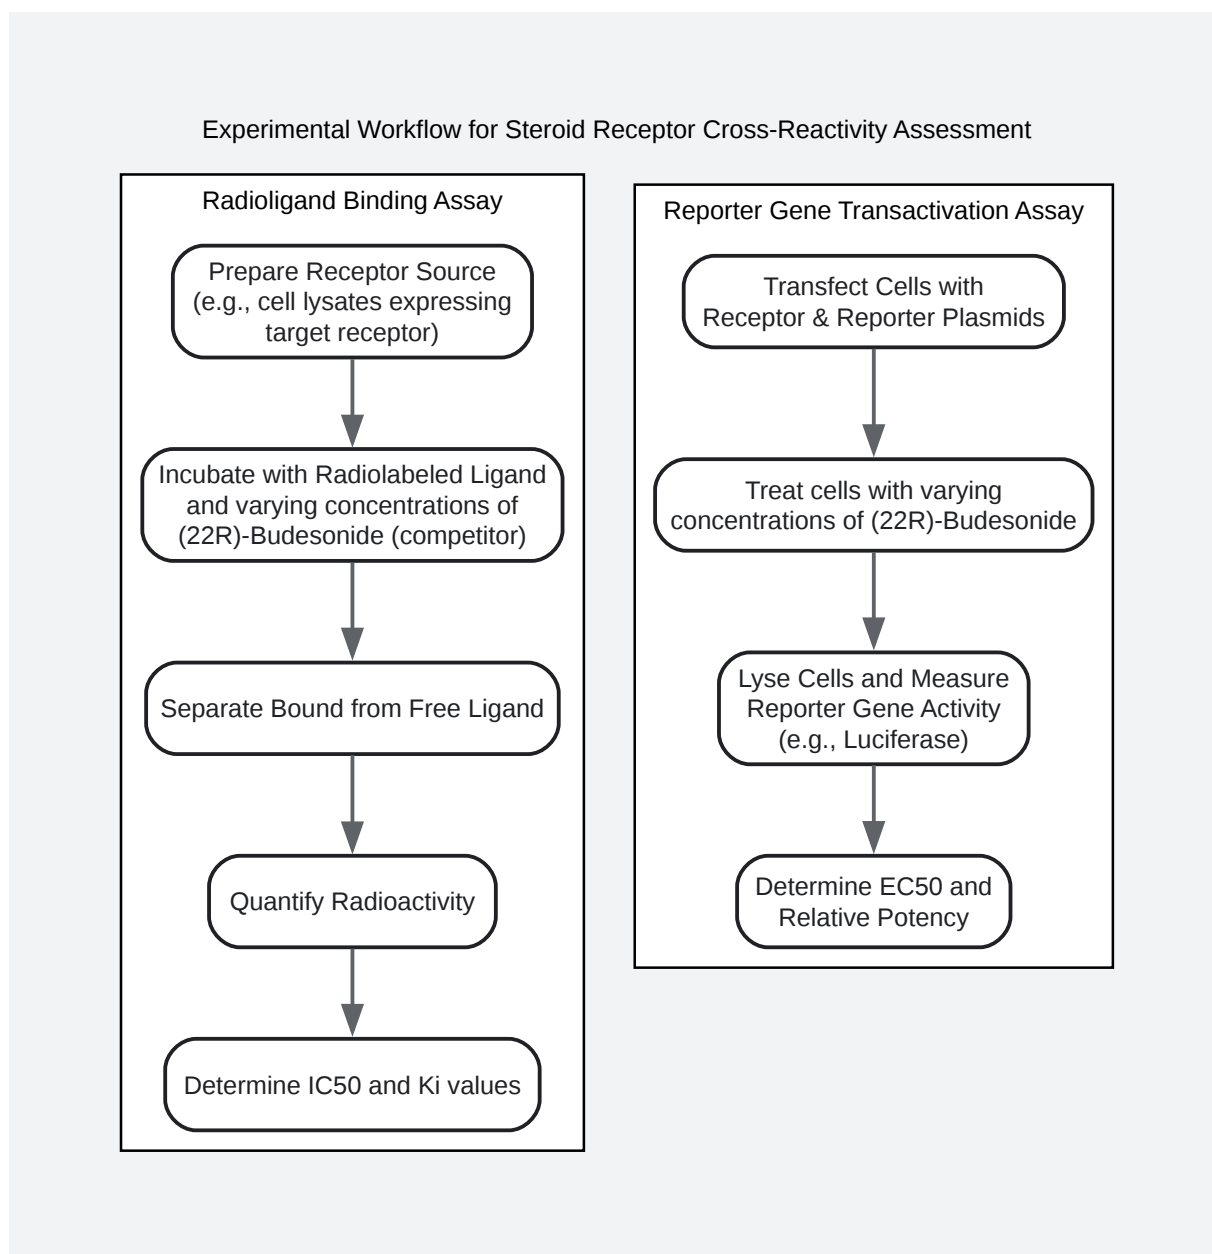 Experimental Workflow for Steroid Receptor Cross-Reactivity Assessment
Radioligand Binding Assay
Prepare Receptor Source
(e.g., cell lysates expressing
target receptor)
Incubate with Radiolabeled Ligand
and varying concentrations of
(22R)-Budesonide (competitor)
Separate Bound from Free Ligand
Quantify Radioactivity
Determine IC50 and Ki values
Reporter Gene Transactivation Assay
Transfect Cells with
Receptor & Reporter Plasmids
Treat cells with varying
concentrations of (22R)-Budesonide
Lyse Cells and Measure
Reporter Gene Activity
(e.g., Luciferase)
Determine EC50 and
Relative Potency